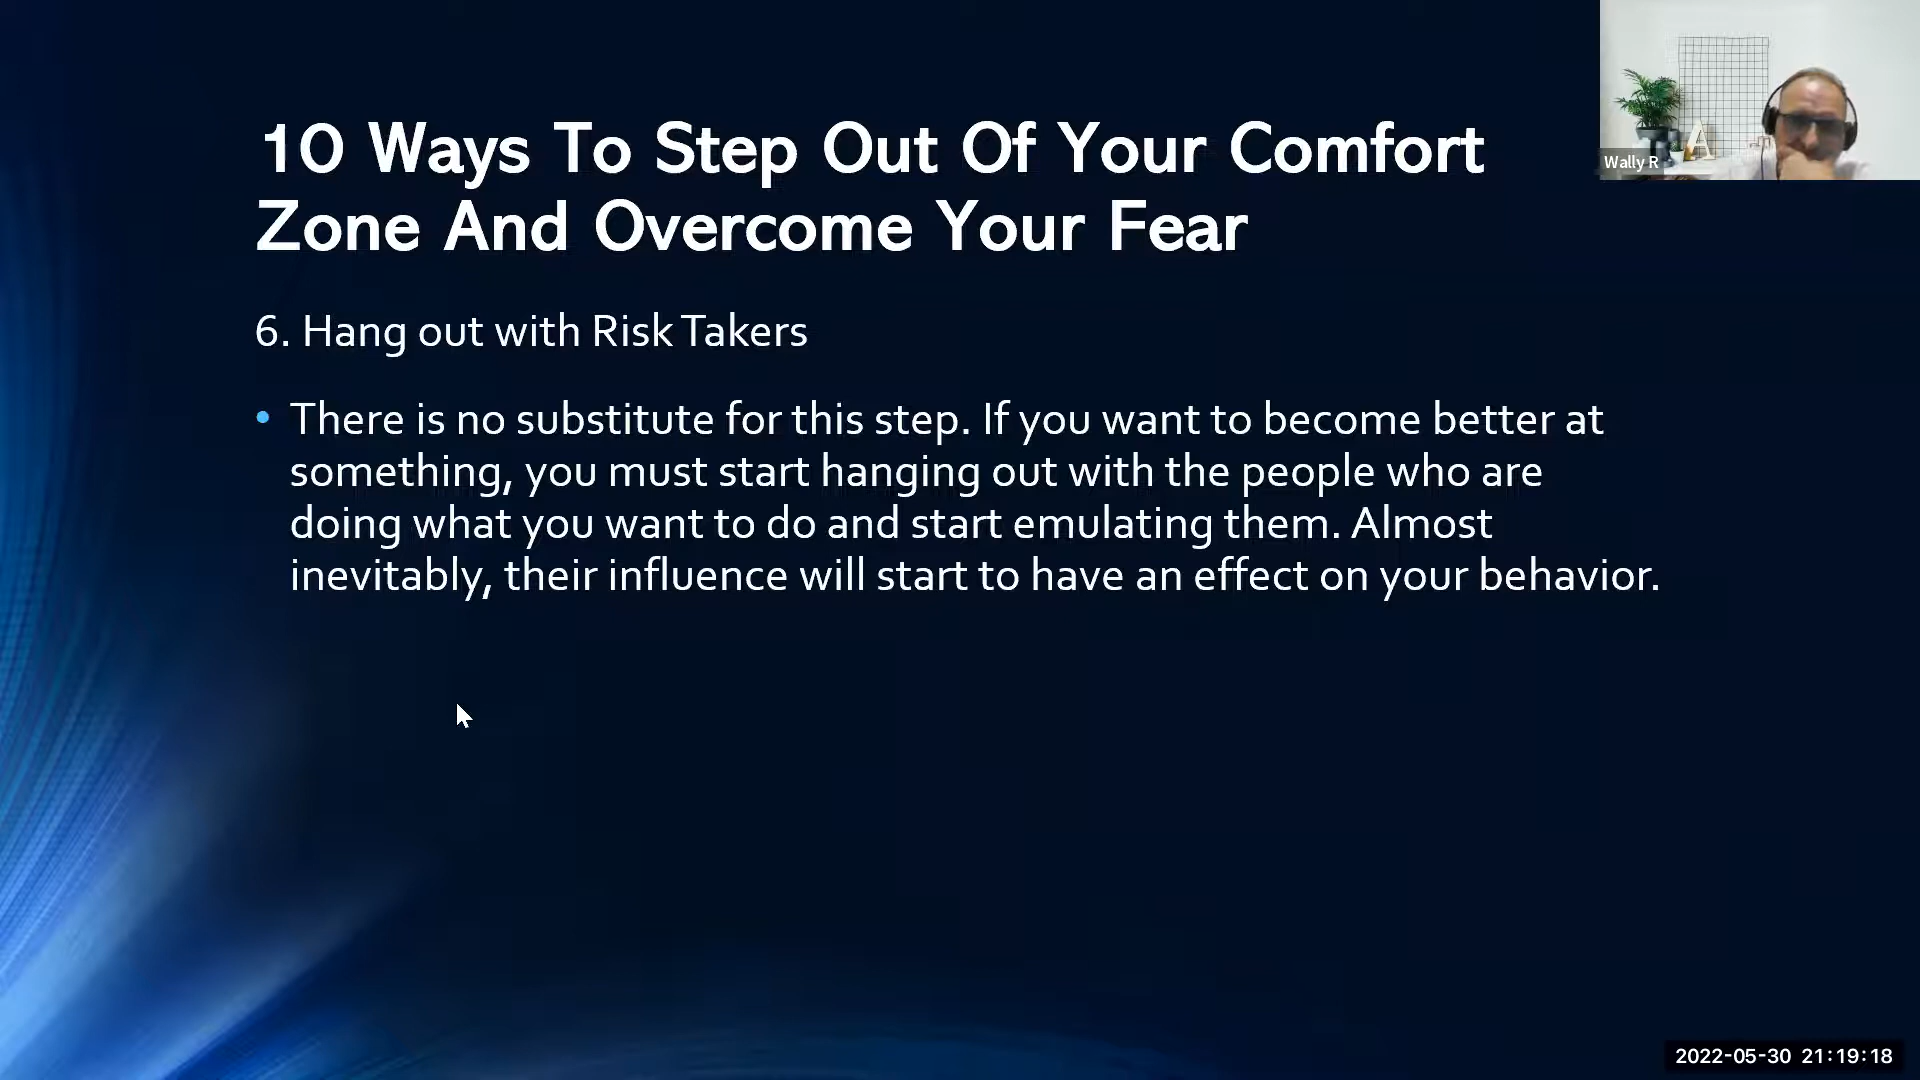 10 Ways To Step Out Of Your Comfort
Zone And Overcome Your Fear
6. Hang out with Risk Takers
• There is no substitute for this step. If you want to become better at
something, you must start hanging out with the people who are
doing what you want to do and start emulating them. Almost
inevitably, their influence will start to have an effect on your behavior.
A
Wally R
2022-05-30 21:19:18